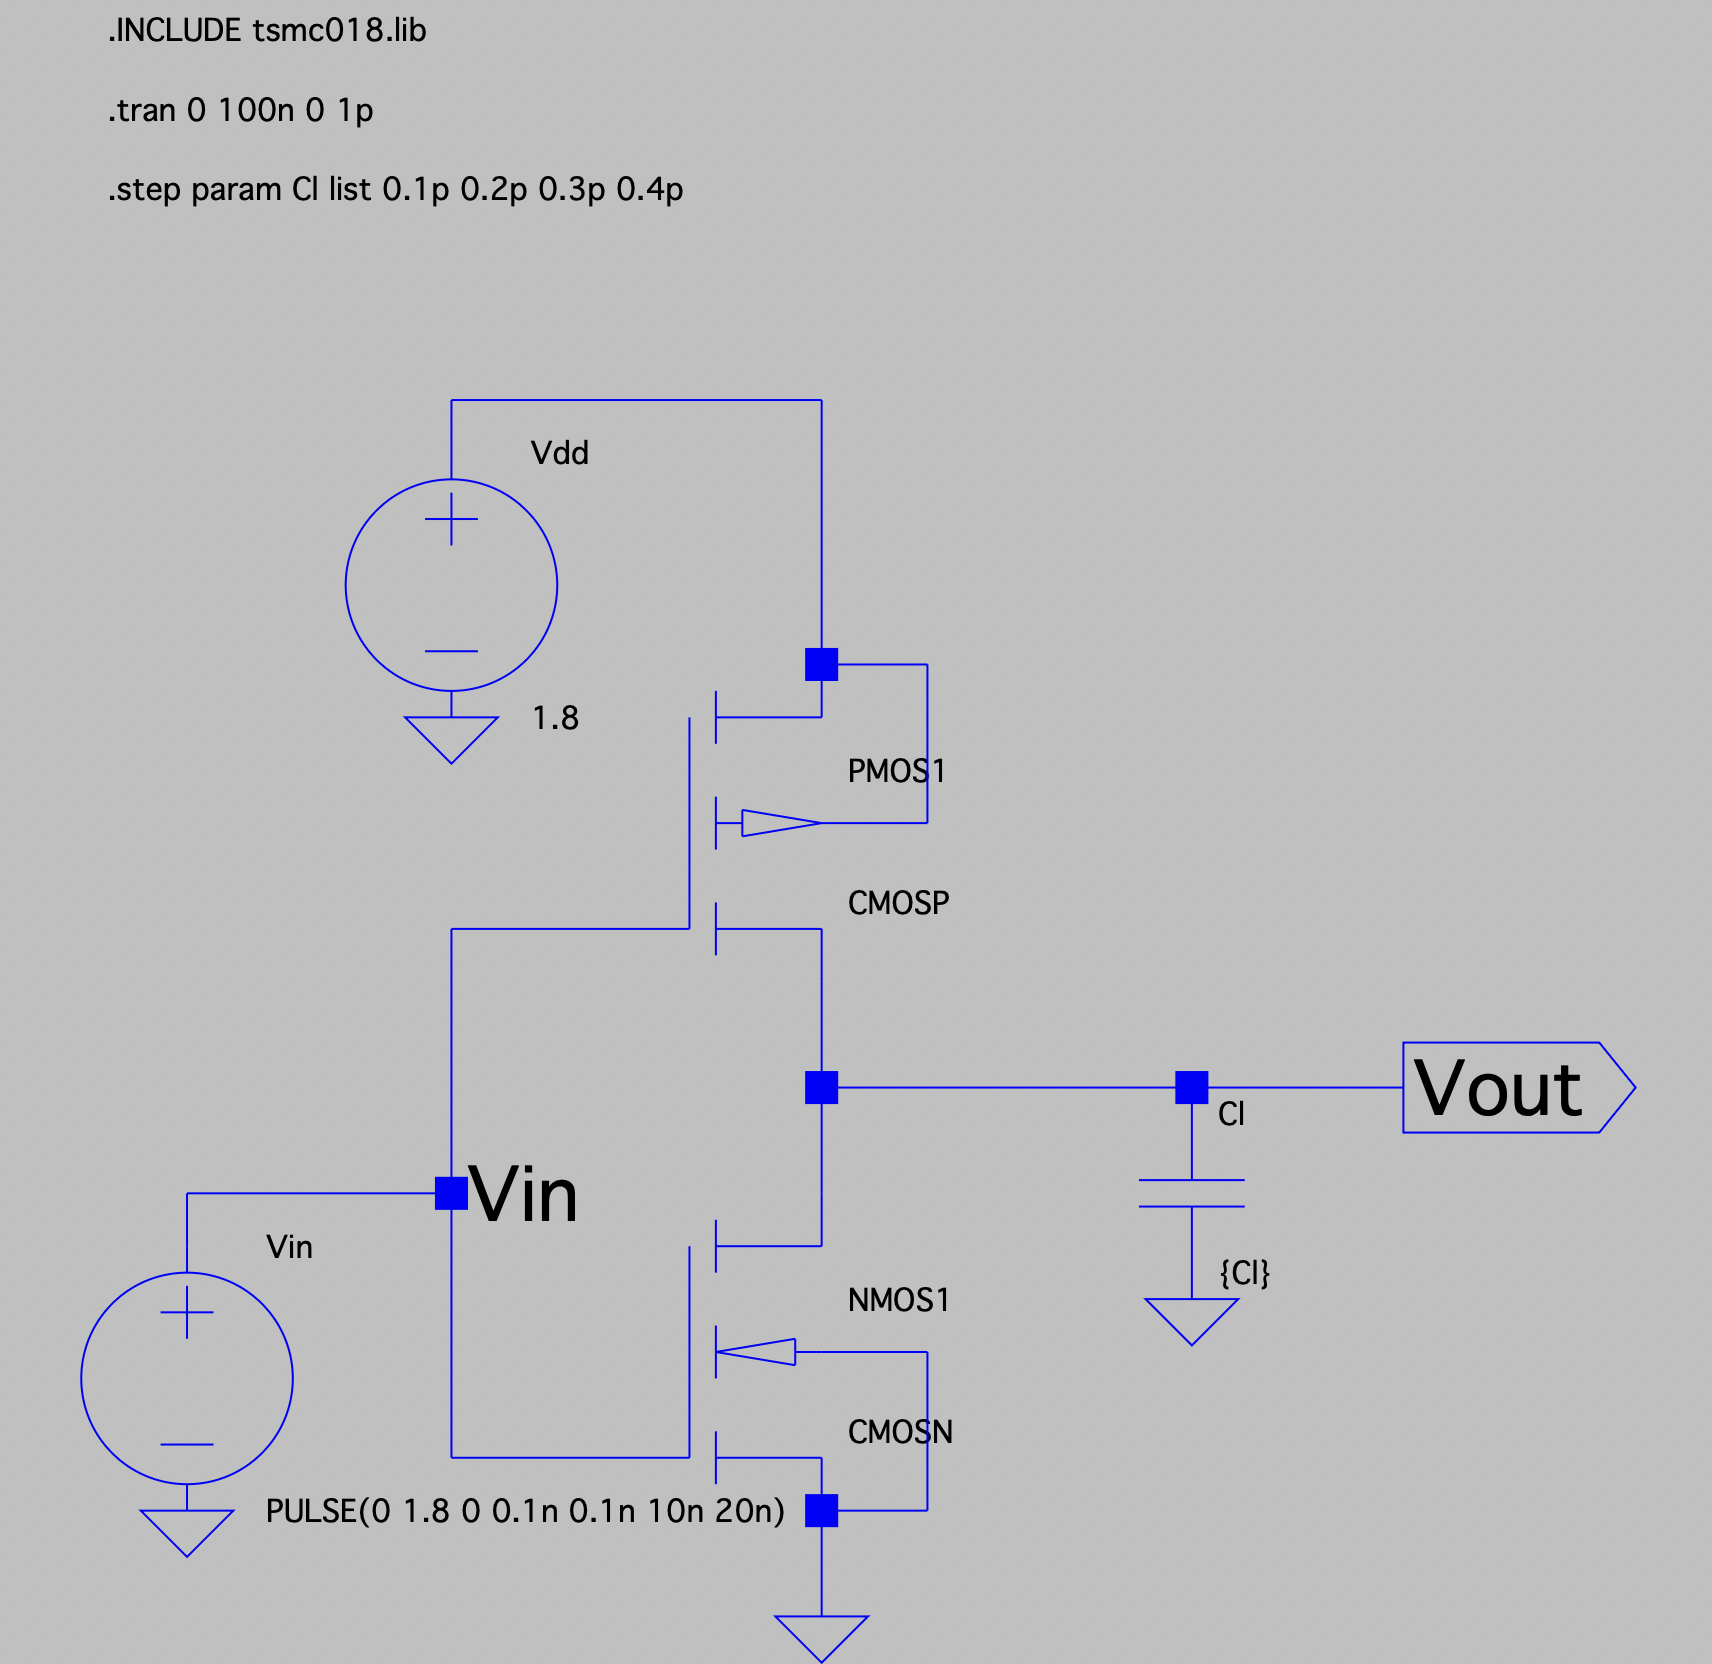 .INCLUDE tsmc018.lib
.tran 0 100n 0 1p
.step param Cl list 0.1p 0.2p 0.3p 0.4p
Vdd
1.8
PMOS1
CMOSP
Vout
Cl
Vin
Vin
{Cl}
NMOS1
CMOSN
PULSE(0 1.8 0 0.1n 0.1n 10n 20n)